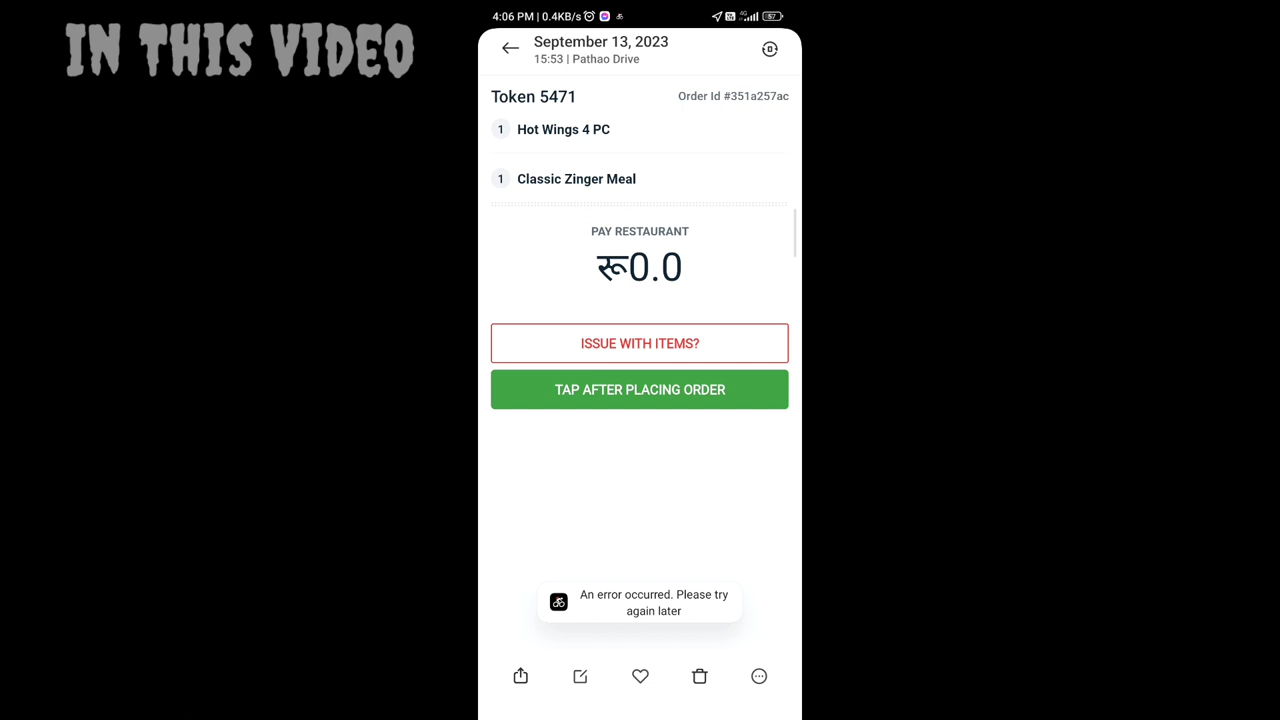 IN THIS VIDEO
4:06 PM | 0.4KB/s
4G
57
September 13, 2023
15:53 | Pathao Drive
Token 5471
Order Id #351a257ac
1 Hot Wings 4 PC
1 Classic Zinger Meal
PAY RESTAURANT
रू0.0
ISSUE WITH ITEMS?
TAP AFTER PLACING ORDER
An error occurred. Please try
again later